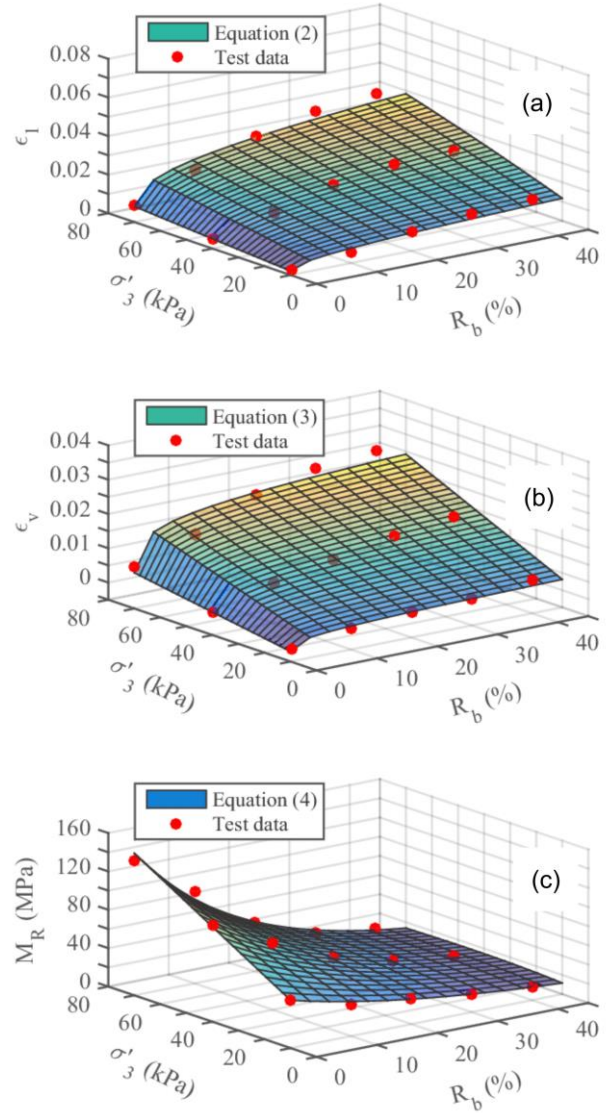 Equation (2)
Test data
(a)
ϵ1
0.08
0.06
0.04
0.02
0
80
60
40
20
0
σ′3 (kPa)
0
10
20
30
40
Rb (%)
Equation (3)
Test data
(b)
ϵv
0.04
0.03
0.02
0.01
0
80
60
40
20
0
σ′3 (kPa)
0
10
20
30
40
Rb (%)
Equation (4)
Test data
(c)
MR (MPa)
160
120
80
40
0
80
60
40
20
0
σ′3 (kPa)
0
10
20
30
40
Rb (%)